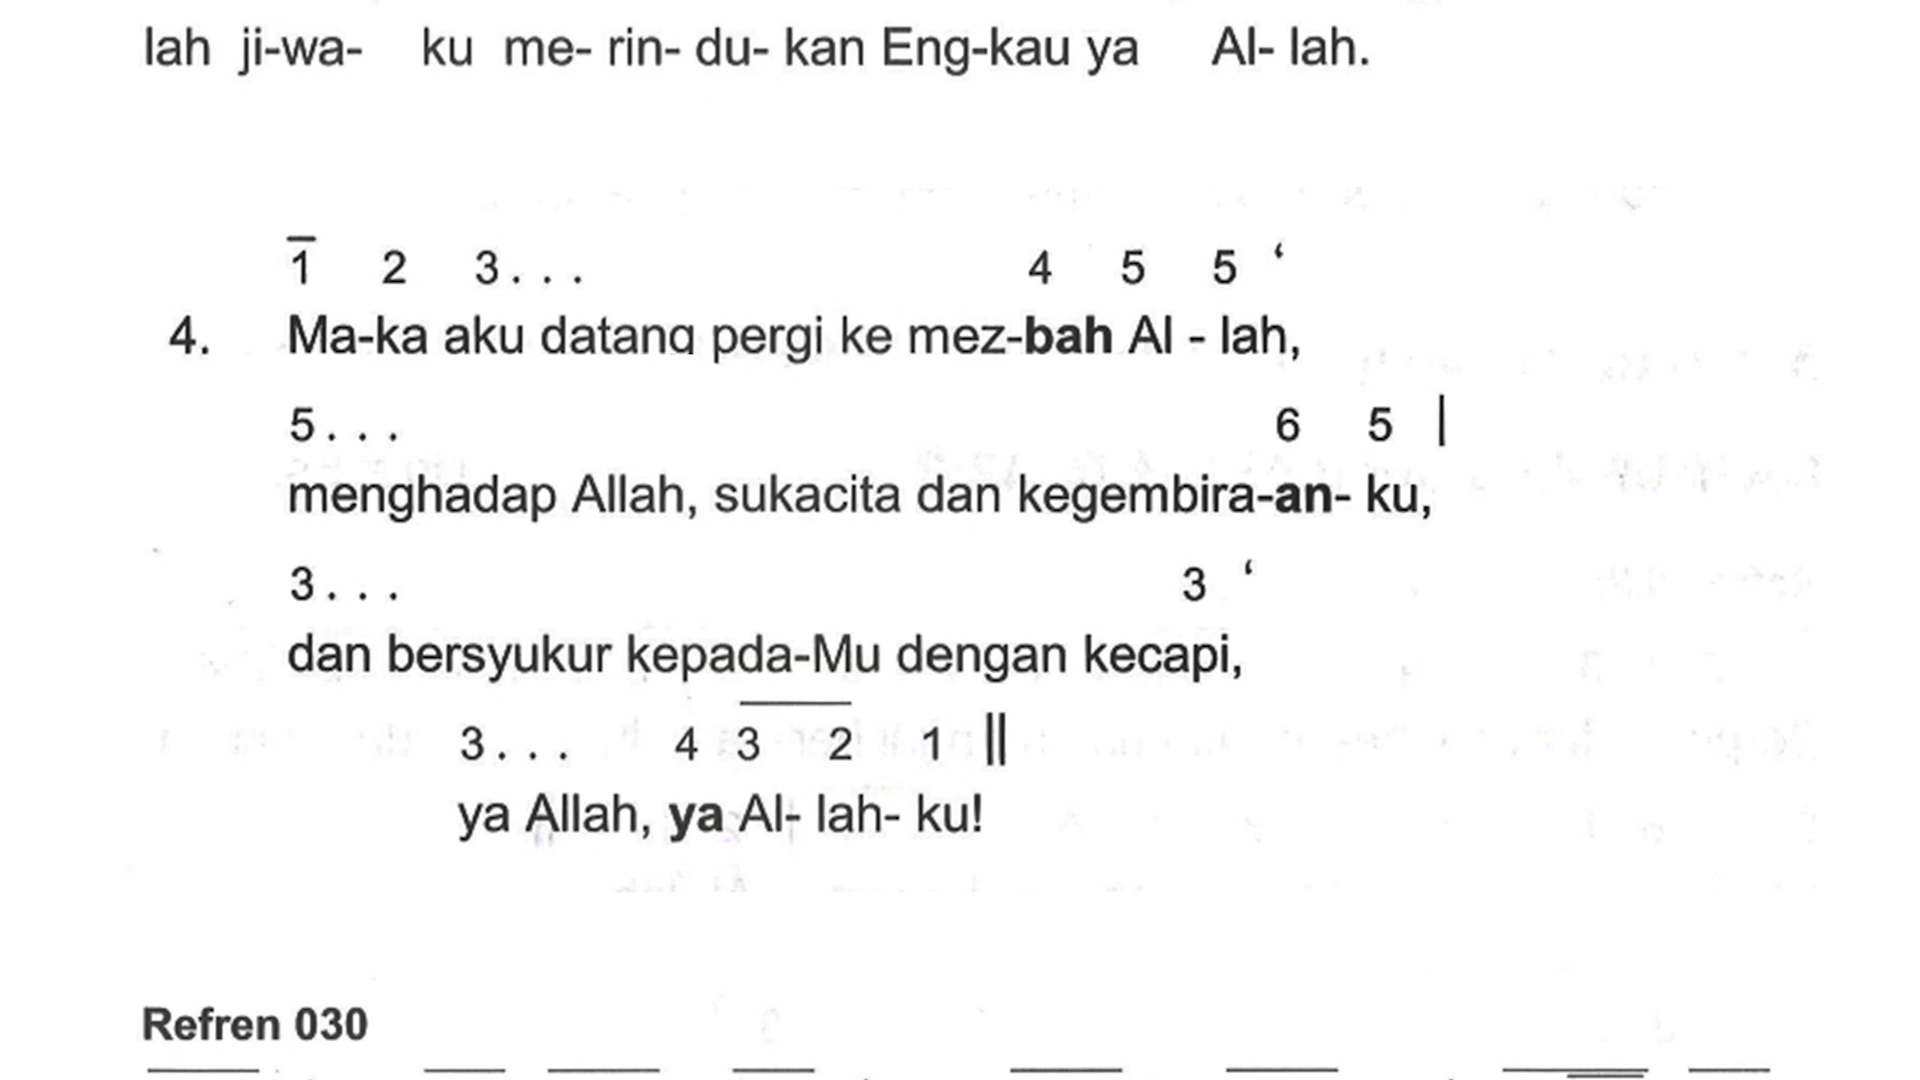 lah ji-wa- ku me- rin- du- kan Eng-kau ya Al- lah.
1 2 3 . . . 4 5 5 ‘
4. Ma-ka aku datang pergi ke mez-bah Al - lah,
5 . . . 6 5 |
menghadap Allah, sukacita dan kegembira-an- ku,
3 . . . 3 ‘
dan bersyukur kepada-Mu dengan kecapi,
3 . . . 4 3 2 1 ||
ya Allah, ya Al- lah- ku!
Refren 030